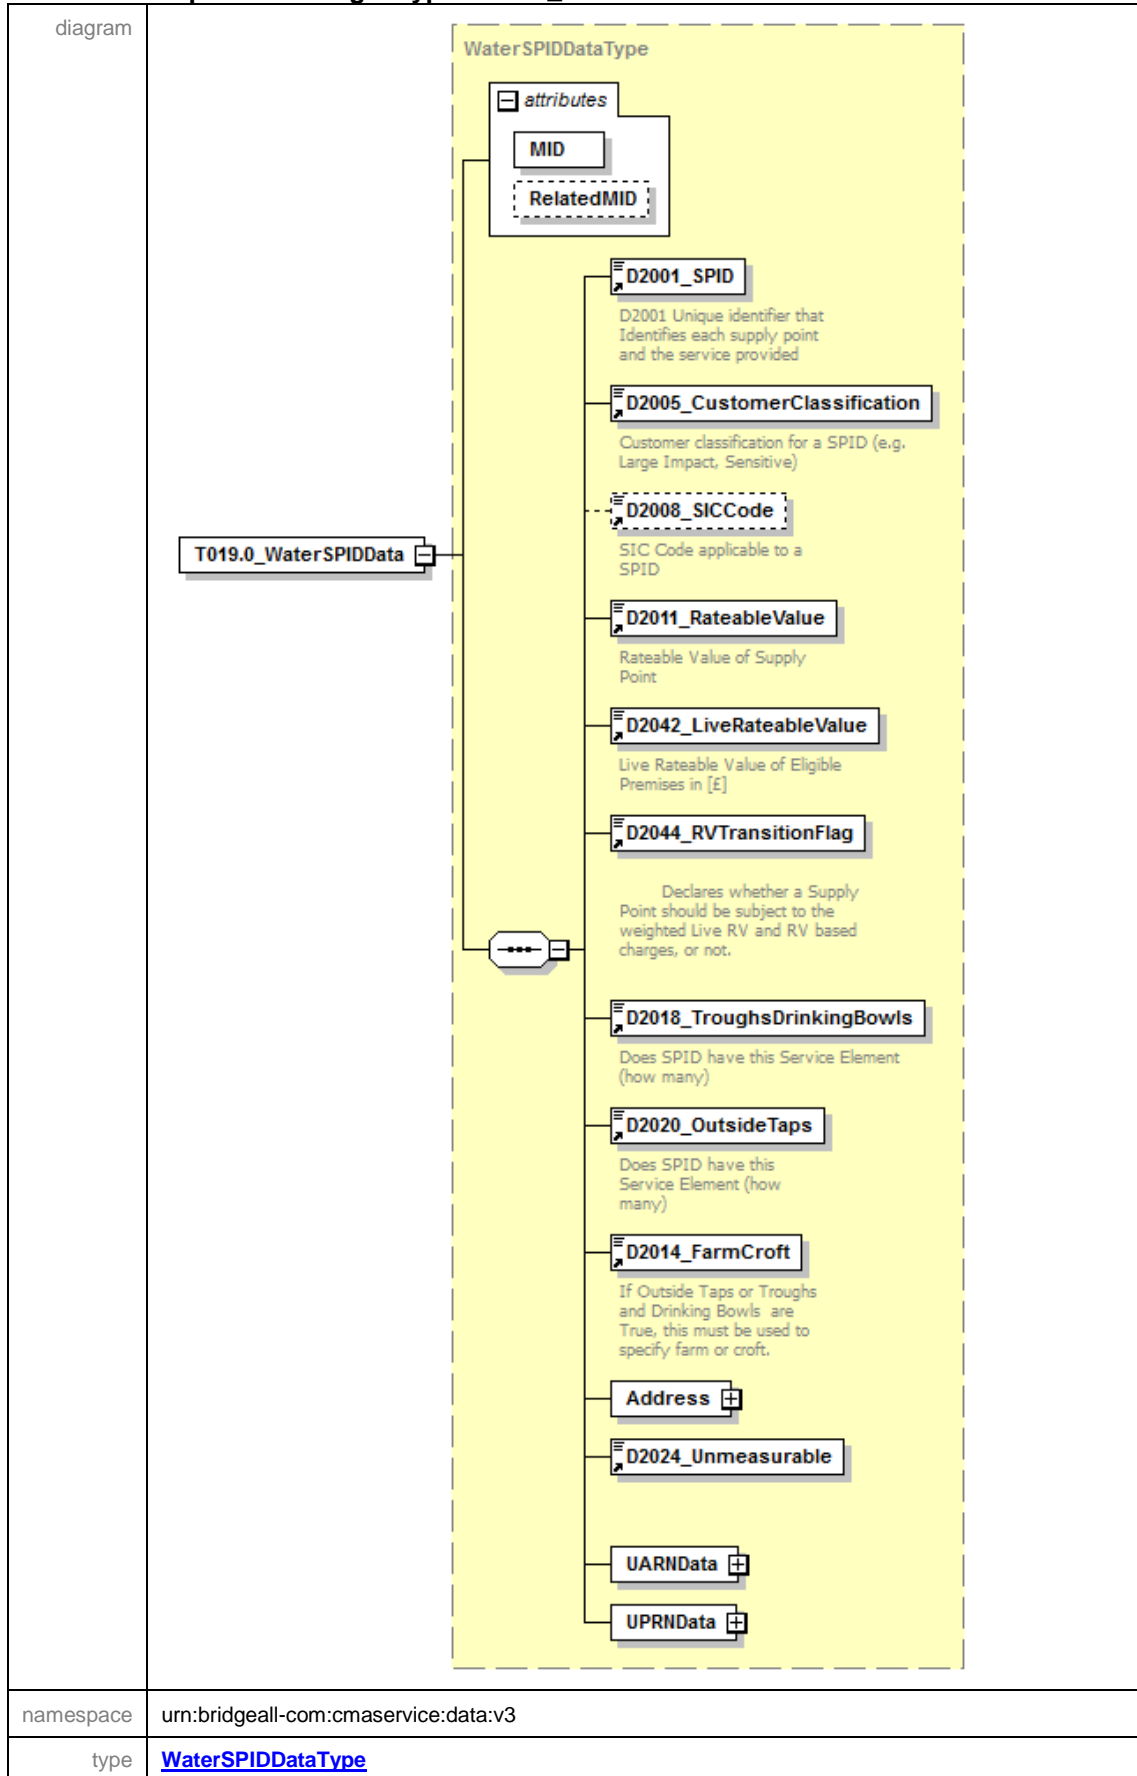 diagram
WaterSPIDDataType
attributes
MID
RelatedMID
D2001_SPID
D2001 Unique identifier that
Identifies each supply point
and the service provided
D2005_CustomerClassification
Customer classification for a SPID (e.g.
Large Impact, Sensitive)
D2008_SICCode
SIC Code applicable to a
SPID
T019.0_WaterSPIDData
D2011_RateableValue
Rateable Value of Supply
Point
D2042_LiveRateableValue
Live Rateable Value of Eligible
Premises in [£]
D2044_RVTransitionFlag
Declares whether a Supply
Point should be subject to the
weighted Live RV and RV based
charges, or not.
D2018_TroughsDrinkingBowls
Does SPID have this Service Element
(how many)
D2020_OutsideTaps
Does SPID have this
Service Element (how
many)
D2014_FarmCroft
If Outside Taps or Troughs
and Drinking Bowls are
True, this must be used to
specify farm or croft.
Address
D2024_Unmeasurable
UARNData
UPRNData
namespace urn:bridgeall-com:cmaservice:data:v3
type WaterSPIDDataType